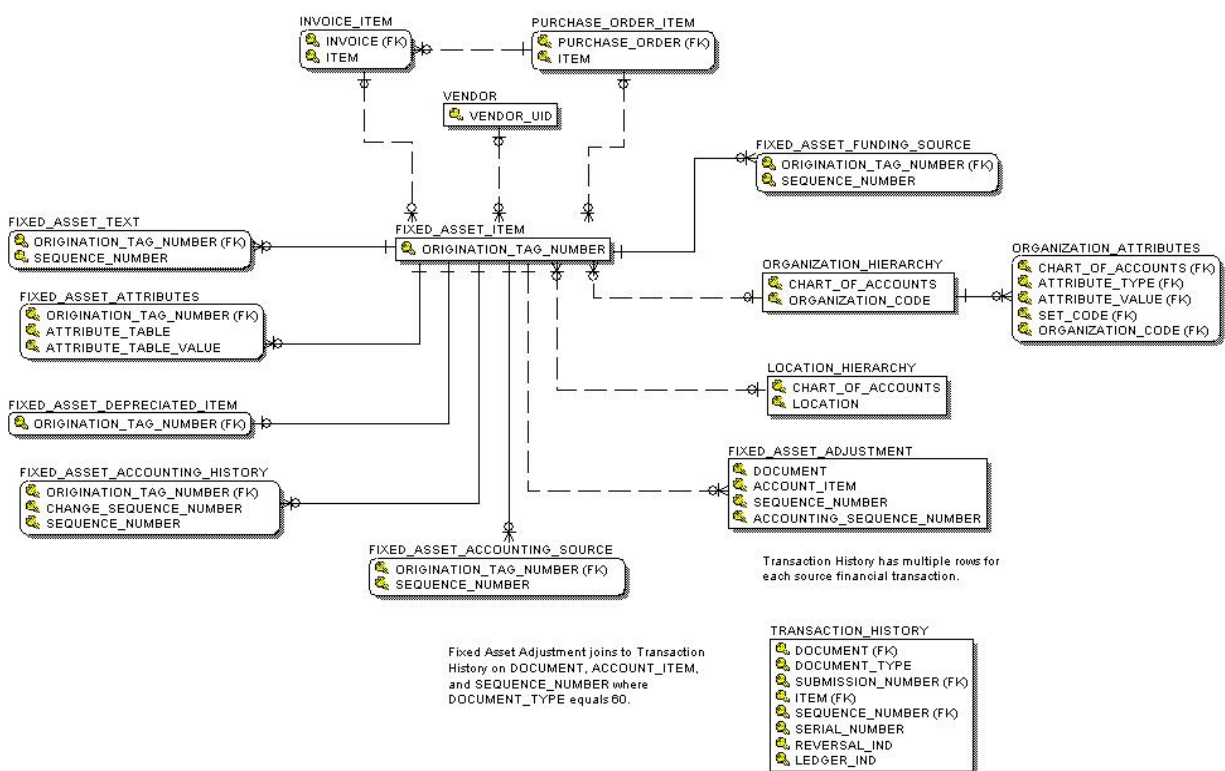 INVOICE_ITEM
INVOICE (FK)
ITEM
PURCHASE_ORDER_ITEM
PURCHASE_ORDER (FK)
ITEM
VENDOR
VENDOR_UID
FIXED_ASSET_FUNDING_SOURCE
ORIGINATION_TAG_NUMBER (FK)
SEQUENCE_NUMBER
FIXED_ASSET_TEXT
ORIGINATION_TAG_NUMBER (FK)
SEQUENCE_NUMBER
FIXED_ASSET_ITEM
ORIGINATION_TAG_NUMBER
ORGANIZATION_HIERARCHY
CHART_OF_ACCOUNTS
ORGANIZATION_CODE
ORGANIZATION_ATTRIBUTES
CHART_OF_ACCOUNTS (FK)
ATTRIBUTE_TYPE (FK)
ATTRIBUTE_VALUE (FK)
SET_CODE (FK)
ORGANIZATION_CODE (FK)
FIXED_ASSET_ATTRIBUTES
ORIGINATION_TAG_NUMBER (FK)
ATTRIBUTE_TABLE
ATTRIBUTE_TABLE_VALUE
LOCATION_HIERARCHY
CHART_OF_ACCOUNTS
LOCATION
FIXED_ASSET_DEPRECIATED_ITEM
ORIGINATION_TAG_NUMBER (FK)
FIXED_ASSET_ADJUSTMENT
DOCUMENT
ACCOUNT_ITEM
SEQUENCE_NUMBER
ACCOUNTING_SEQUENCE_NUMBER
FIXED_ASSET_ACCOUNTING_HISTORY
ORIGINATION_TAG_NUMBER (FK)
CHANGE_SEQUENCE_NUMBER
SEQUENCE_NUMBER
FIXED_ASSET_ACCOUNTING_SOURCE
ORIGINATION_TAG_NUMBER (FK)
SEQUENCE_NUMBER
Transaction History has multiple rows for
each source financial transaction.
Fixed Asset Adjustment joins to Transaction
History on DOCUMENT, ACCOUNT_ITEM,
and SEQUENCE_NUMBER where
DOCUMENT_TYPE equals 60.
TRANSACTION_HISTORY
DOCUMENT (FK)
DOCUMENT_TYPE
SUBMISSION_NUMBER (FK)
ITEM (FK)
SEQUENCE_NUMBER (FK)
SERIAL_NUMBER
REVERSAL_IND
LEDGER_IND